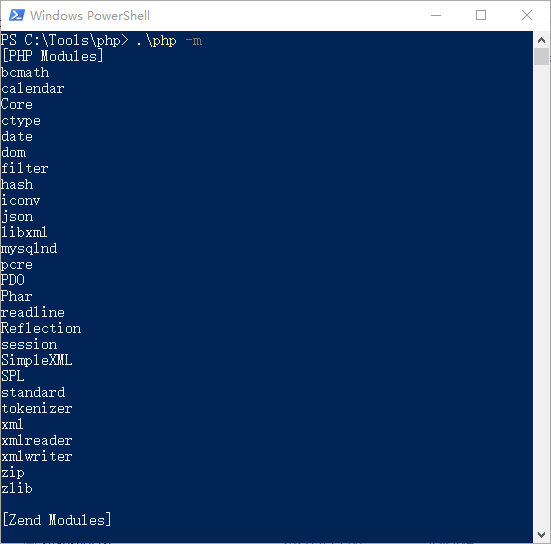 Windows PowerShell
PS C:\Tools\php> .\php -m
[PHP Modules]
bcmath
calendar
Core
ctype
date
dom
filter
hash
iconv
json
libxml
mysqlnd
pcre
PDO
Phar
readline
Reflection
session
SimpleXML
SPL
standard
tokenizer
xml
xmlreader
xmlwriter
zip
zlib
[Zend Modules]